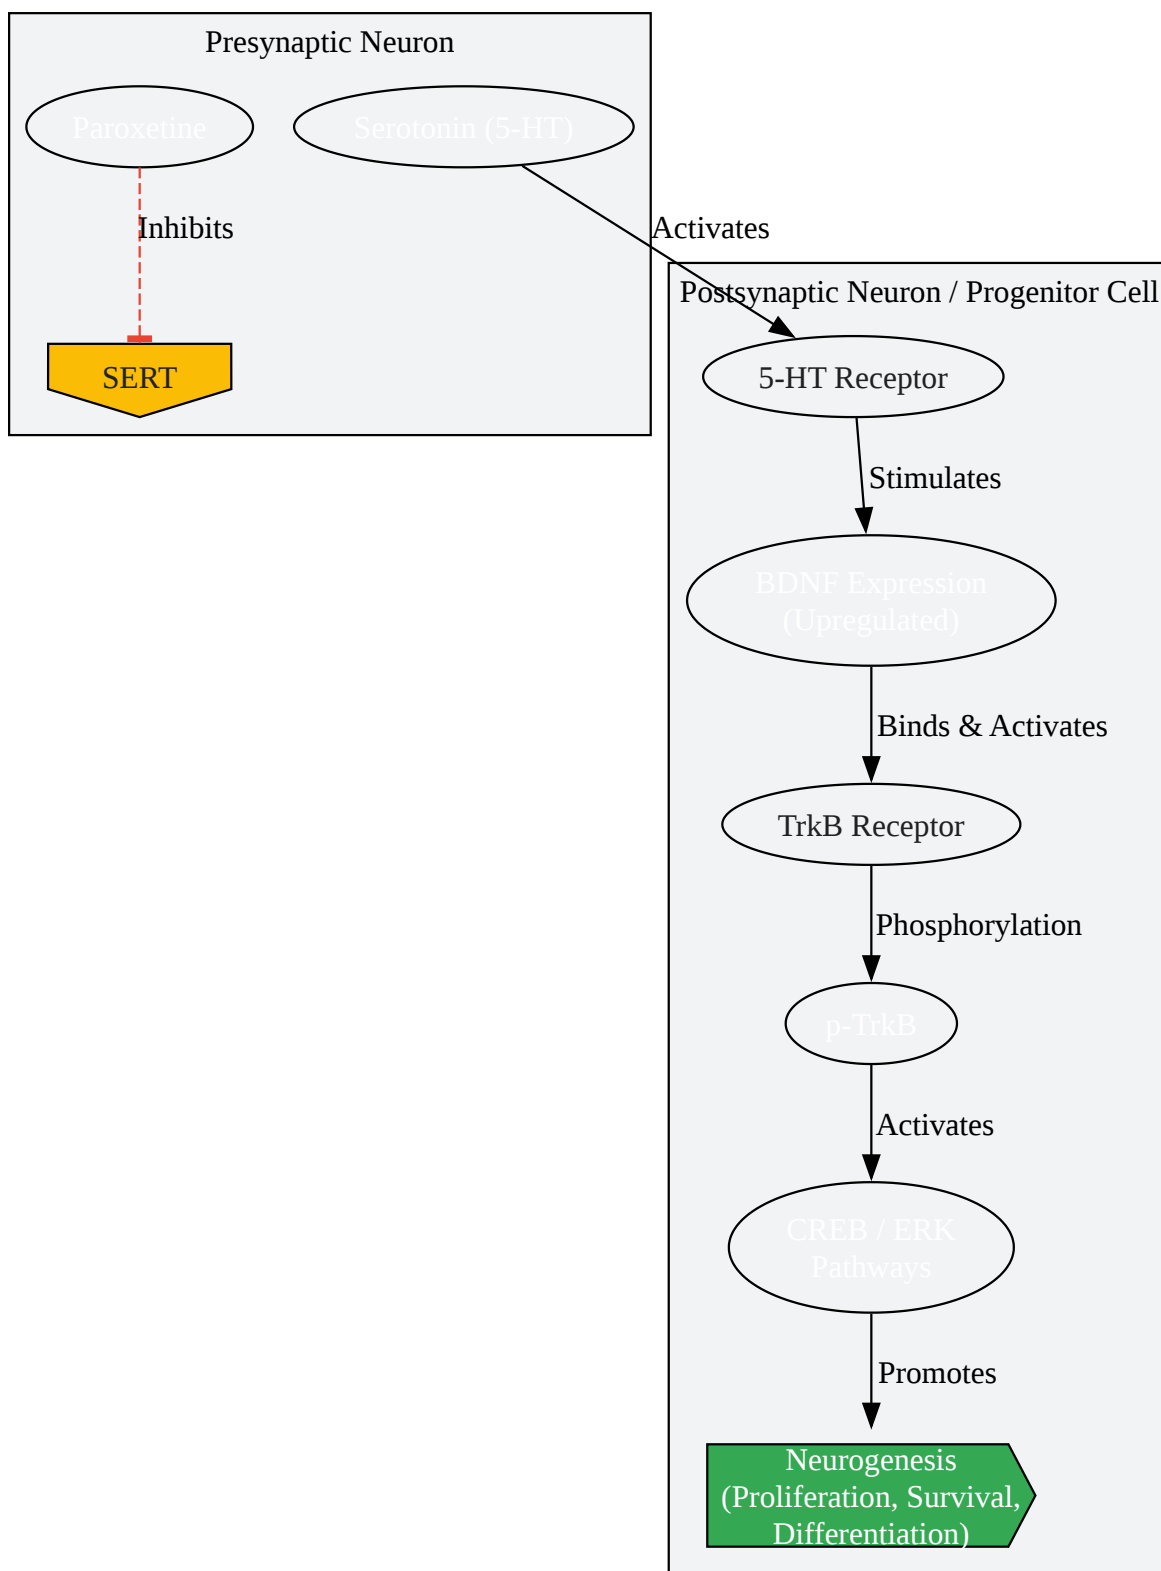 Presynaptic Neuron
Paroxetine
Serotonin (5-HT)
Inhibits
Activates
SERT
Postsynaptic Neuron / Progenitor Cell
5-HT Receptor
Stimulates
BDNF Expression
(Upregulated)
Binds & Activates
TrkB Receptor
Phosphorylation
p-TrkB
Activates
CREB / ERK
Pathways
Promotes
Neurogenesis
(Proliferation, Survival,
Differentiation)